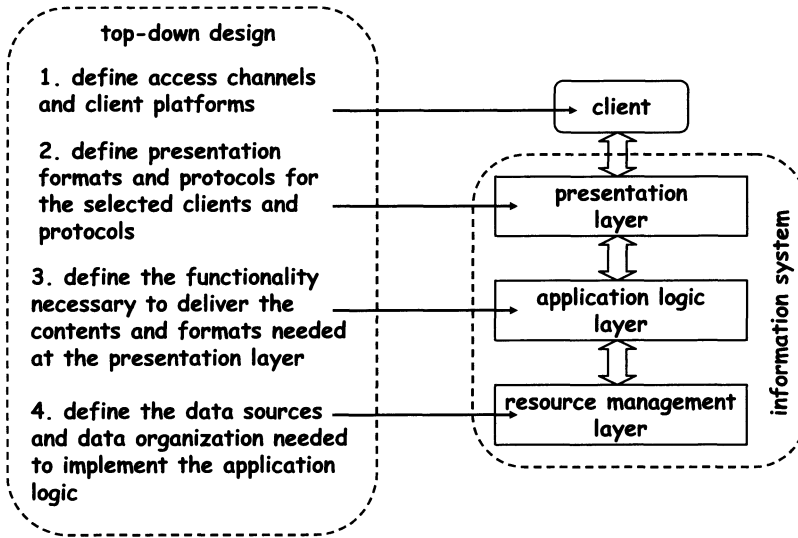 top-down design
1. define access channels
and client platforms
2. define presentation
formats and protocols for
the selected clients and
protocols
3. define the functionality
necessary to deliver the
contents and formats needed
at the presentation layer
4. define the data sources
and data organization needed
to implement the application
logic
client
presentation
layer
application logic
layer
resource management
layer
information system